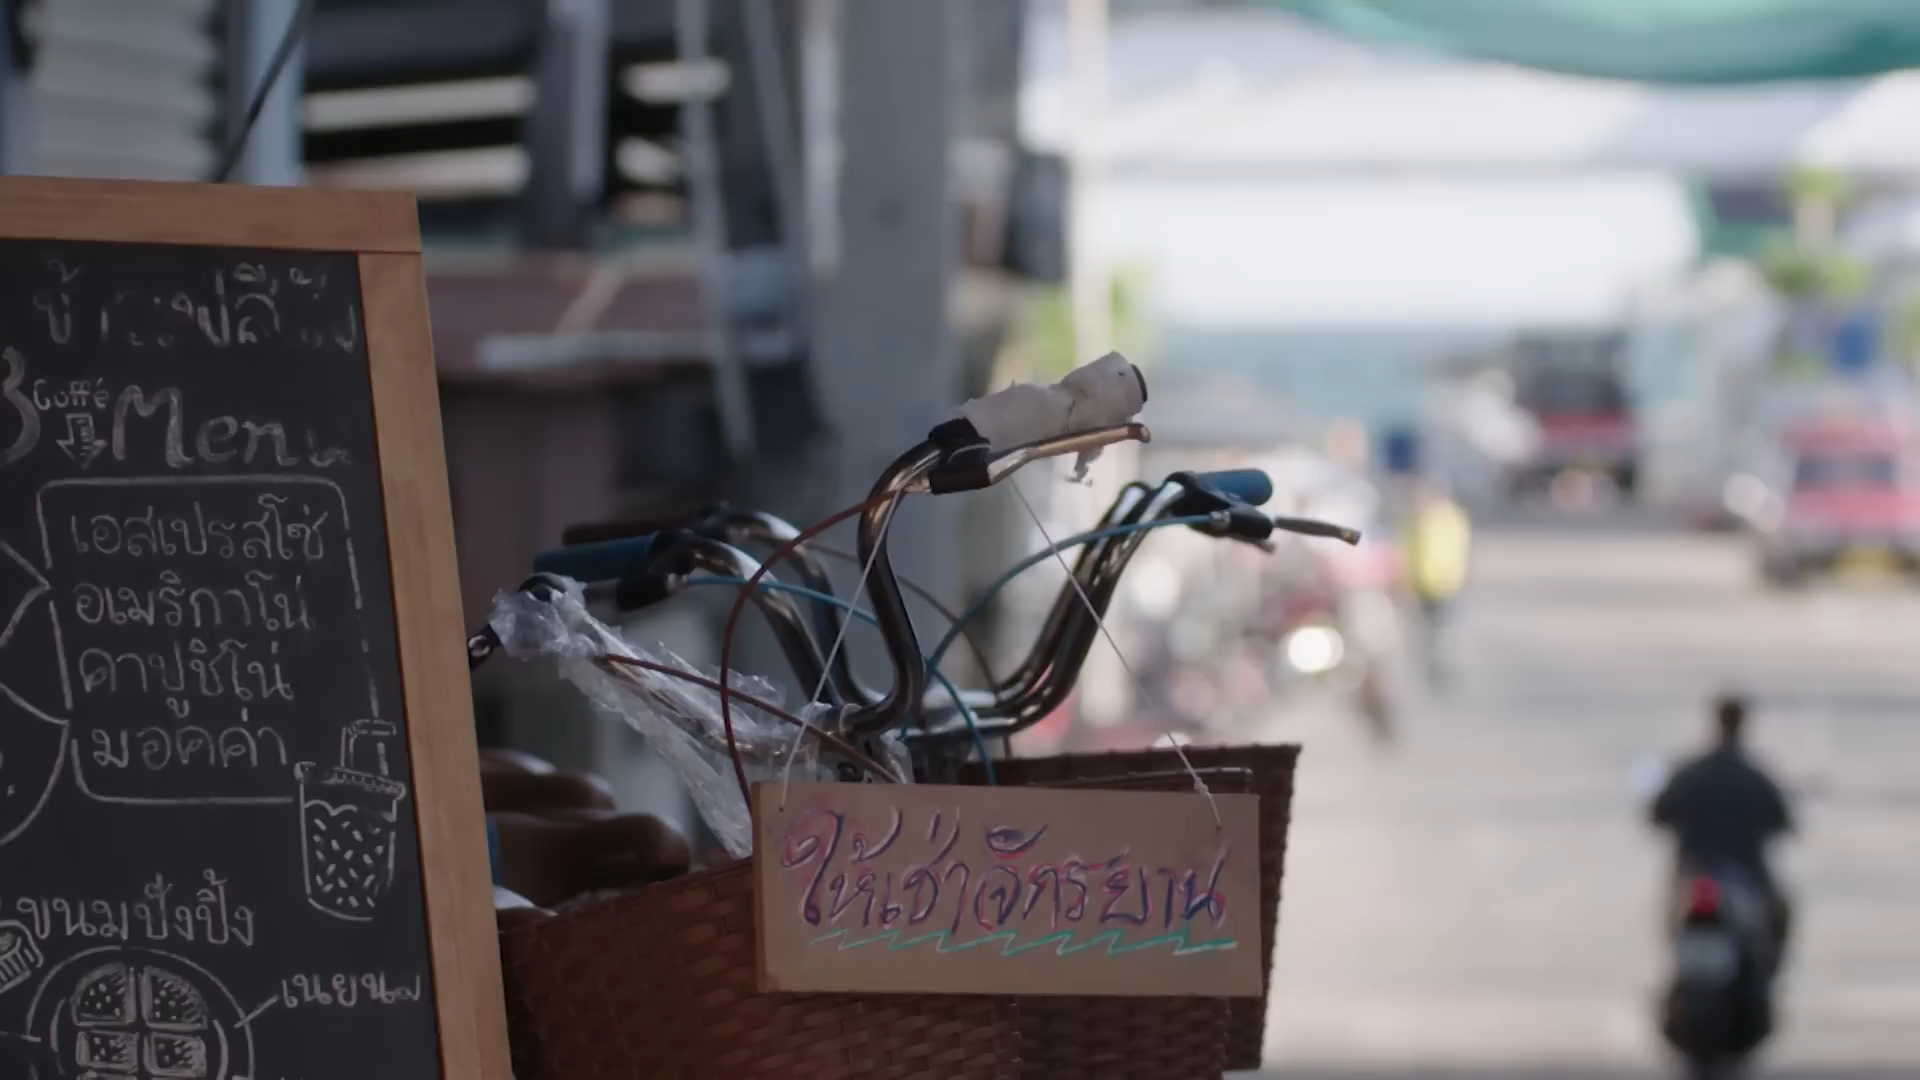 Coffé
Menu
เอสเปรสโซ่
อเมริกาโน่
คาปูชิโน่
มอคค่า
ขนมปังปิ้ง
เนยนม
ให้เช่าจักรยาน